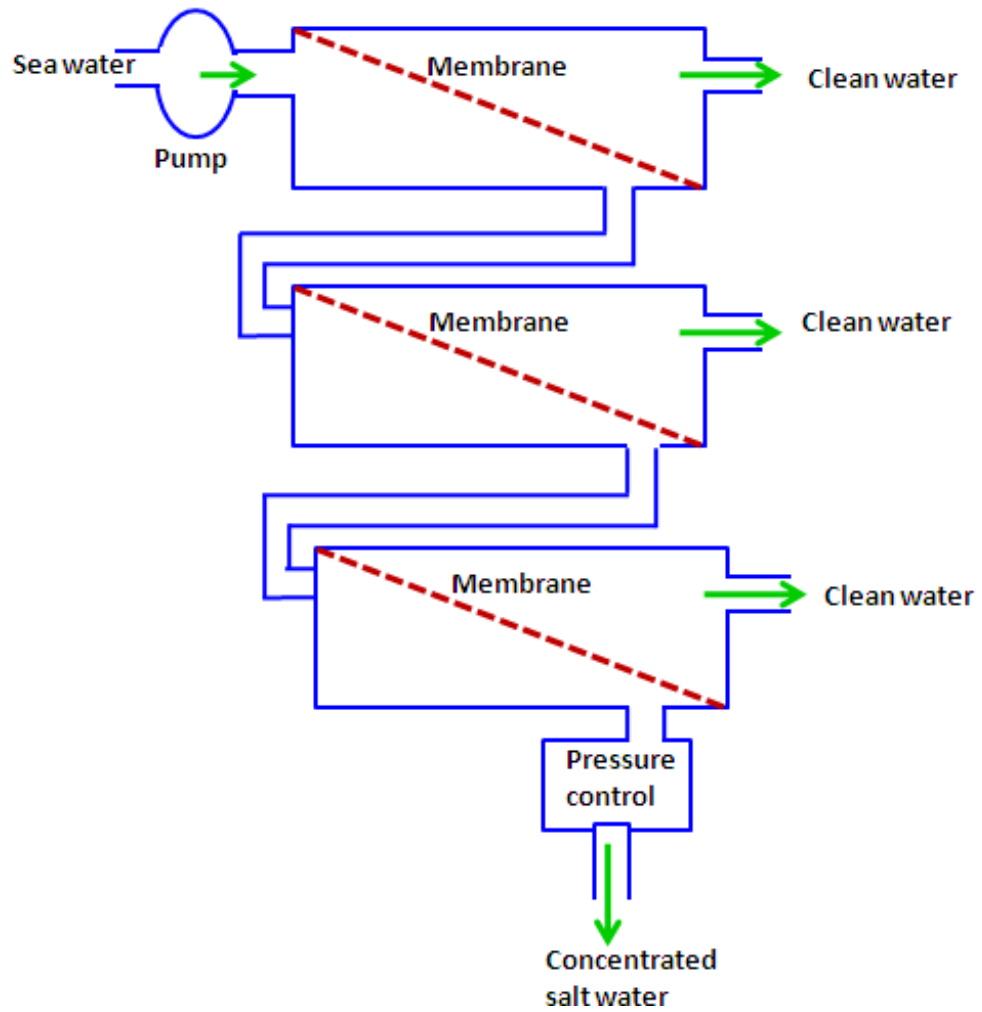 Sea water
Pump
Membrane
Clean water
Membrane
Clean water
Membrane
Clean water
Pressure
control
Concentrated
salt water